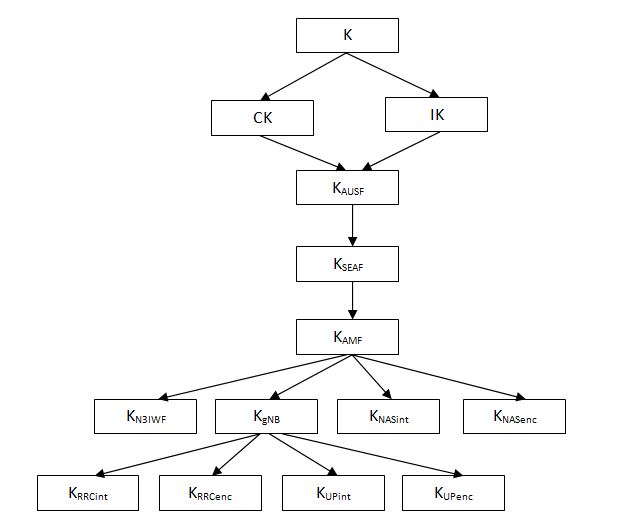 K
CK
IK
KAUSF
KSEAF
KAMF
KN3IWF
KgNB
KNASint
KNASenc
KRRCint
KRRCenc
KUPint
KUPenc